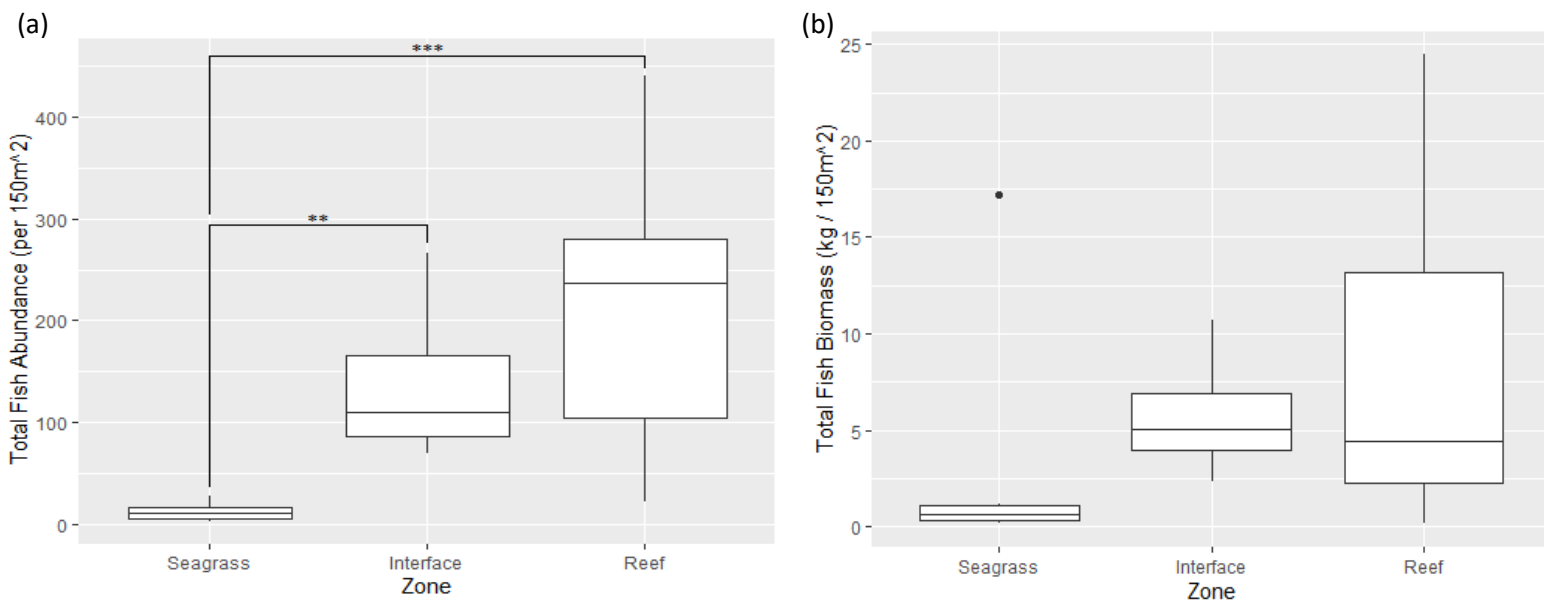 (a)
Total Fish Abundance (per 150m^2)
400
300
200
100
0
***
**
Seagrass Interface Reef
Zone
(b)
Total Fish Biomass (kg / 150m^2)
25
20
15
10
5
0
Seagrass Interface Reef
Zone